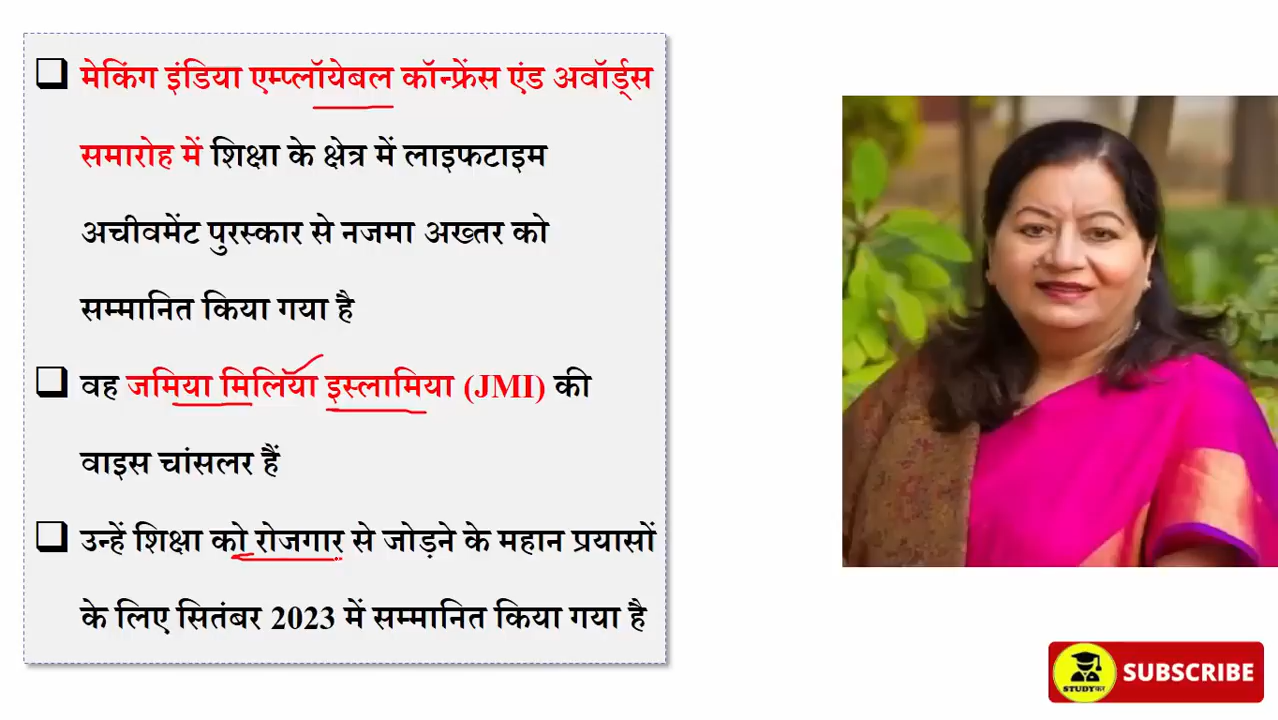 ❑ मेकिंग इंडिया एम्प्लॉयेबल कॉन्फ्रेंस एंड अवॉर्ड्स
समारोह में शिक्षा के क्षेत्र में लाइफटाइम
अचीवमेंट पुरस्कार से नजमा अख्तर को
सम्मानित किया गया है
❑ वह जमिया मिलिया इस्लामिया (JMI) की
वाइस चांसलर हैं
❑ उन्हें शिक्षा को रोजगार से जोड़ने के महान प्रयासों
के लिए सितंबर 2023 में सम्मानित किया गया है
STUDYकर
SUBSCRIBE